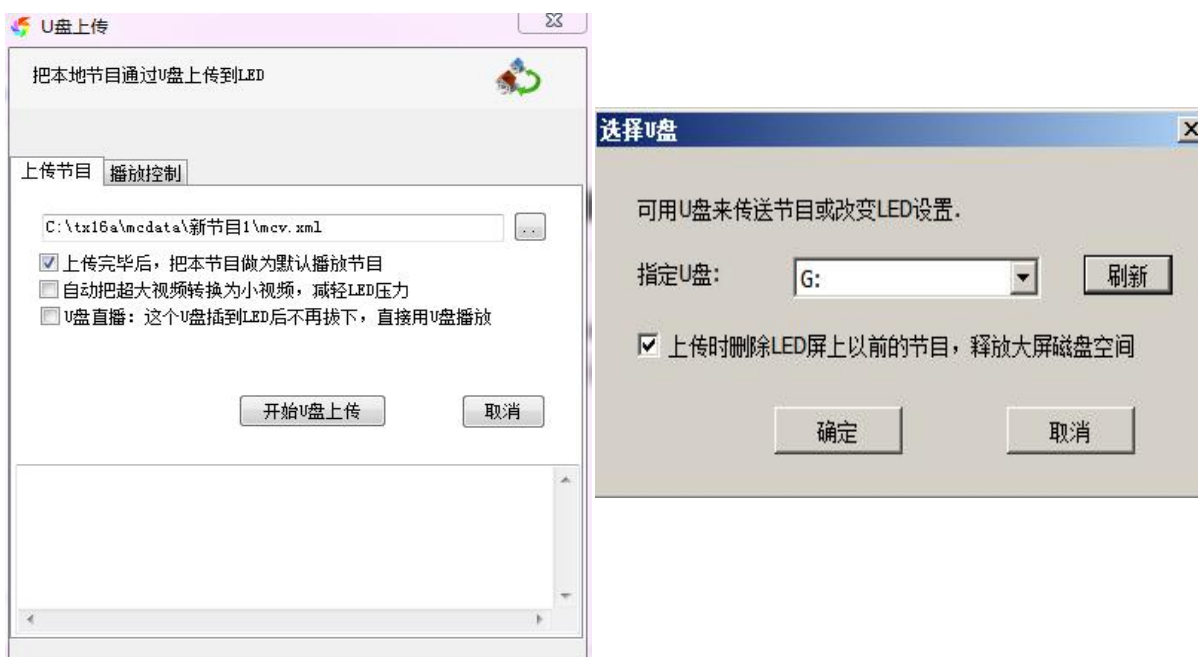 U盘上传
把本地节目通过U盘上传到LED
上传节目 播放控制
C:\tx16a\mcdata\新节目1\mcv.xml
..
上传完毕后，把本节目做为默认播放节目
自动把超大视频转换为小视频，减轻LED压力
U盘直播：这个U盘插到LED后不再拔下，直接用U盘播放
开始U盘上传 取消
选择U盘
可用U盘来传送节目或改变LED设置.
指定U盘： G: 刷新
上传时删除LED屏上以前的节目，释放大屏磁盘空间
确定 取消